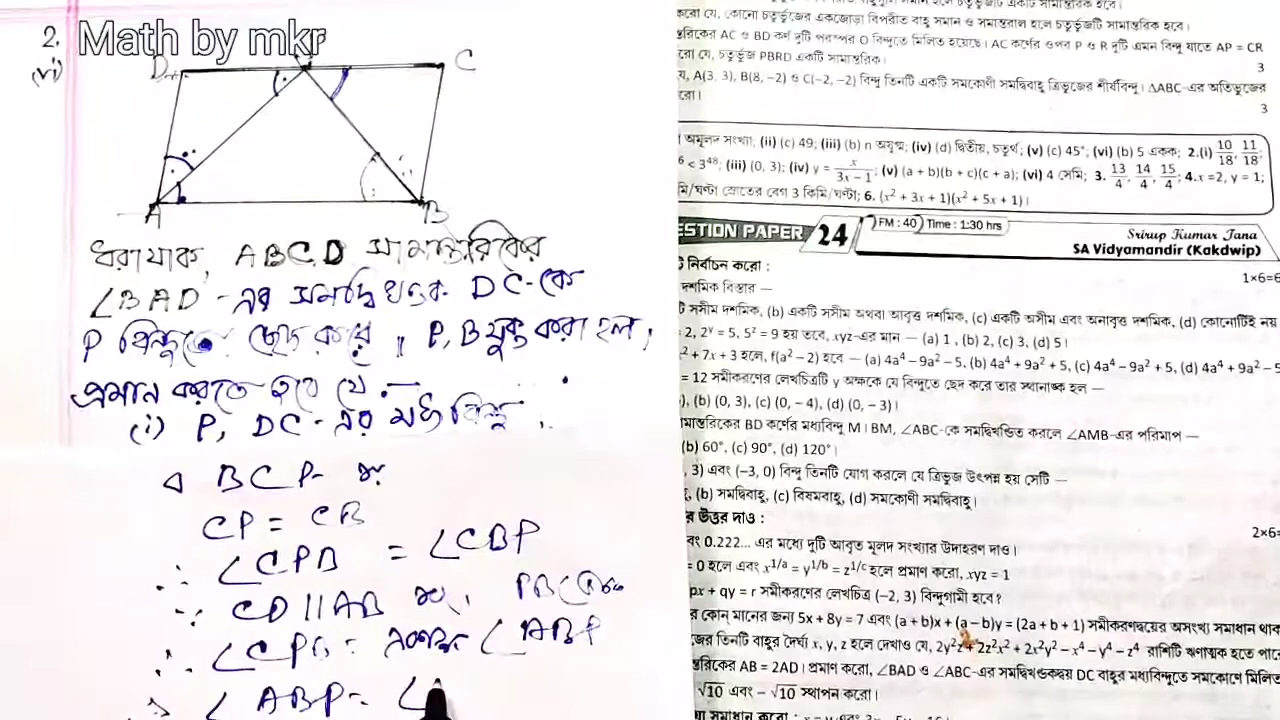 2. Math by mkr
(vi)
D C
A B
ধরা যাক, ABCD সামান্তরিকের
∠BAD-এর সমদ্বিখণ্ডক DC-কে
P বিন্দুতে ছেদ করে। P, B যুক্ত করা হল,
প্রমান করতে হবে যে :—
(i) P, DC-এর মধ্য বিন্দু,
Δ BCP-য়
CP = CB
∴ ∠CPB = ∠CBP
∵ CD || AB এবং, PB
∴ ∠CPB = একান্তর ∠ABP
∴ ∠ABP = ∠
করো যে, কোনো চতুর্ভুজের একজোড়া বিপরীত বাহু সমান ও সমান্তরাল হলে চতুর্ভুজটি সামান্তরিক হবে।
ন্তরিকের AC ও BD কর্ণ দুটি পরস্পর O বিন্দুতে মিলিত হয়েছে। AC কর্ণের ওপর P ও R দুটি এমন বিন্দু যাতে AP = CR
রো যে, চতুর্ভুজ PBRD একটি সামান্তরিক। 3
য, A(3, 3), B(8, −2) ও C(−2, −2) বিন্দু তিনটি একটি সমকোণী সমদ্বিবাহু ত্রিভুজের শীর্ষবিন্দু। ΔABC-এর অতিভুজের
রো। 3
অমূলদ সংখ্যা; (ii) (c) 49; (iii) (b) n অযুগ্ম; (iv) (d) দ্বিতীয়, চতুর্থ; (v) (c) 45°; (vi) (b) 5 একক; 2.(i) 10/18, 11/18;
6 < 3^48; (iii) (0, 3); (iv) y = x/3x − 1; (v) (a + b)(b + c)(c + a); (vi) 4 সেমি; 3. 13/4, 14/4, 15/4; 4. x = 2, y = 1;
মি/ঘণ্টা স্রোতের বেগ 3 কিমি/ঘণ্টা; 6. (x² + 3x + 1)(x² + 5x + 1)।
ESTION PAPER 24 FM : 40 Time : 1:30 hrs
Srirup Kumar Jana
SA Vidyamandir (Kakdwip)
নির্বাচন করো : 1×6=6
দশমিক বিস্তার —
টি সসীম দশমিক, (b) একটি সসীম অথবা আবৃত্ত দশমিক, (c) একটি অসীম এবং অনাবৃত্ত দশমিক, (d) কোনোটিই নয়
= 2, 2ʸ = 5, 5ᶻ = 9 হয় তবে, xyz-এর মান — (a) 1, (b) 2, (c) 3, (d) 5।
² + 7x + 3 হলে, f(a² − 2) হবে — (a) 4a⁴ − 9a² − 5, (b) 4a⁴ + 9a² + 5, (c) 4a⁴ − 9a² + 5, (d) 4a⁴ + 9a² − 5
= 12 সমীকরণের লেখচিত্রটি y অক্ষকে যে বিন্দুতে ছেদ করে তার স্থানাঙ্ক হল —
), (b) (0, 3), (c) (0, − 4), (d) (0, − 3)।
মান্তরিকের BD কর্ণের মধ্যবিন্দু M। BM, ∠ABC-কে সমদ্বিখণ্ডিত করলে ∠AMB-এর পরিমাপ —
(b) 60°, (c) 90°, (d) 120°।
, 3) এবং (−3, 0) বিন্দু তিনটি যোগ করলে যে ত্রিভুজ উৎপন্ন হয় সেটি —
, (b) সমদ্বিবাহু, (c) বিষমবাহু, (d) সমকোণী সমদ্বিবাহু।
র উত্তর দাও : 2×6=
বং 0.222... এর মধ্যে দুটি আবৃত মূলদ সংখ্যার উদাহরণ দাও।
= 0 হলে এবং x^1/a = y^1/b = z^1/c হলে প্রমাণ করো, xyz = 1
px + qy = r সমীকরণের লেখচিত্র (−2, 3) বিন্দুগামী হবে?
র কোন্ মানের জন্য 5x + 8y = 7 এবং (a + b)x + (a − b)y = (2a + b + 1) সমীকরণদ্বয়ের অসংখ্য সমাধান থাক
জের তিনটি বাহুর দৈর্ঘ্য x, y, z হলে দেখাও যে, 2y²z² + 2z²x² + 2x²y² − x⁴ − y⁴ − z⁴ রাশিটি ঋণাত্মক হতে পারে
ন্তরিকের AB = 2AD। প্রমাণ করো, ∠BAD ও ∠ABC-এর সমদ্বিখণ্ডকদ্বয় DC বাহুর মধ্যবিন্দুতে সমকোণে মিলিত
√10 এবং − √10 স্থাপন করো।